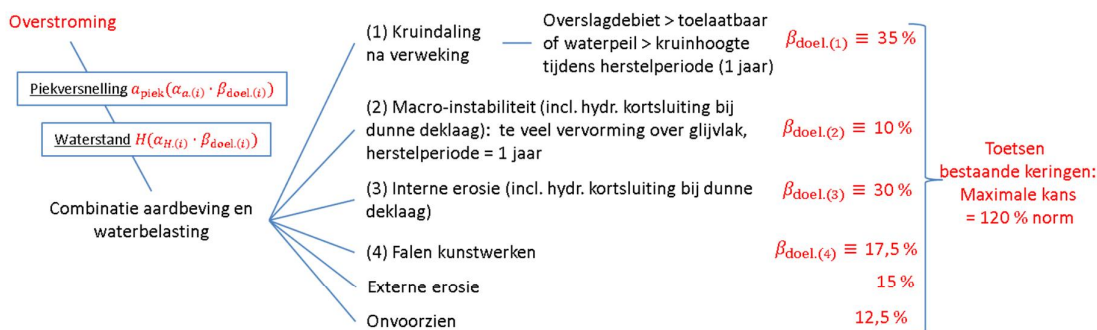 Overstroming
Piekversnelling a_piek(α_a.(i) · β_doel.(i))
Waterstand H(α_H.(i) · β_doel.(i))
Combinatie aardbeving en
waterbelasting
(1) Kruindaling
na verweking
Overslagdebiet > toelaatbaar
of waterpeil > kruinhoogte
tijdens herstelperiode (1 jaar)
β_doel.(1) ≡ 35 %
(2) Macro-instabiliteit (incl. hydr. kortsluiting bij
dunne deklaag): te veel vervorming over glijvlak,
herstelperiode = 1 jaar
β_doel.(2) ≡ 10 %
(3) Interne erosie (incl. hydr. kortsluiting bij dunne
deklaag)
β_doel.(3) ≡ 30 %
(4) Falen kunstwerken
β_doel.(4) ≡ 17,5 %
Externe erosie
15 %
Onvoorzien
12,5 %
Toetsen
bestaande keringen:
Maximale kans
= 120 % norm